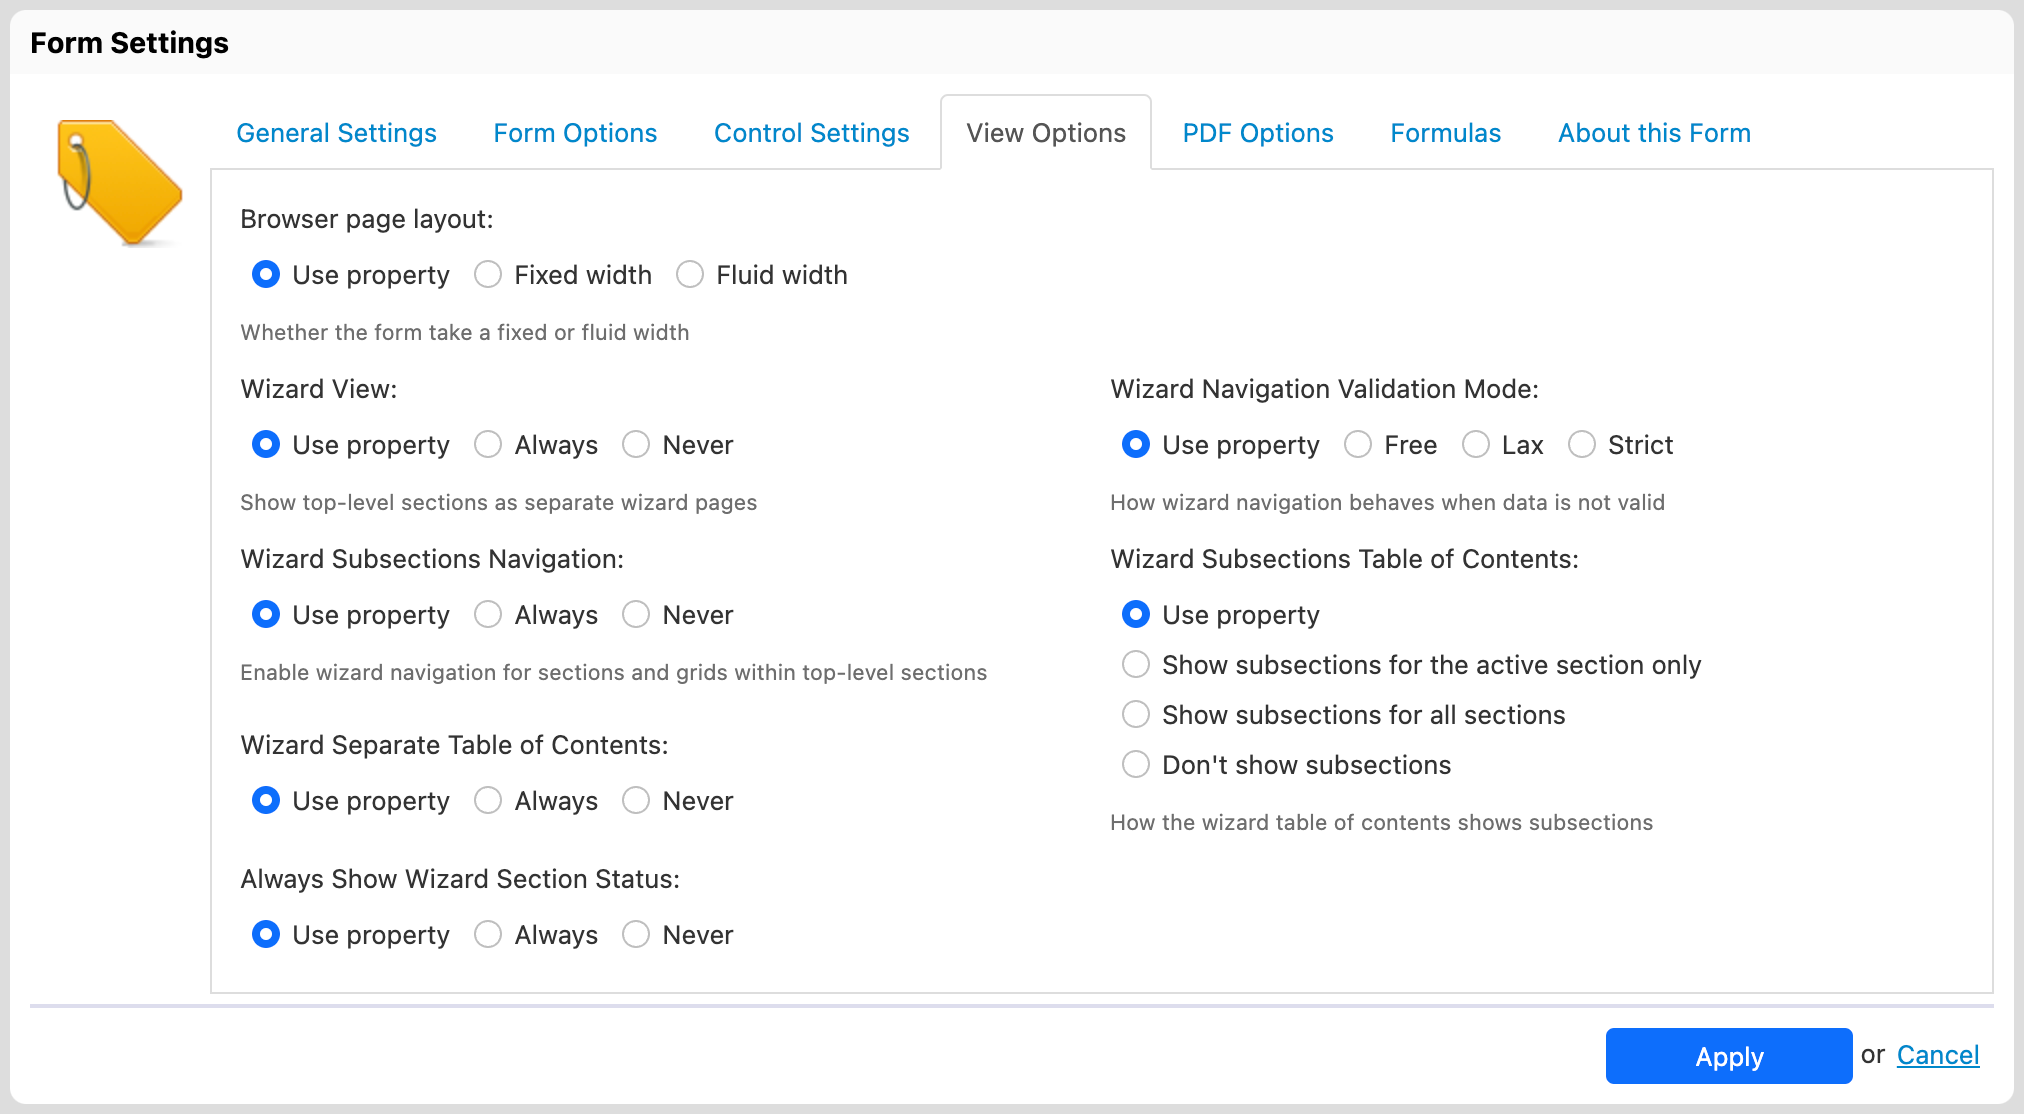 Form Settings
General Settings Form Options Control Settings View Options PDF Options Formulas About this Form
Browser page layout:
Use property Fixed width Fluid width
Whether the form take a fixed or fluid width
Wizard View:
Use property Always Never
Show top-level sections as separate wizard pages
Wizard Navigation Validation Mode:
Use property Free Lax Strict
How wizard navigation behaves when data is not valid
Wizard Subsections Navigation:
Use property Always Never
Enable wizard navigation for sections and grids within top-level sections
Wizard Subsections Table of Contents:
Use property
Show subsections for the active section only
Show subsections for all sections
Don't show subsections
How the wizard table of contents shows subsections
Wizard Separate Table of Contents:
Use property Always Never
Always Show Wizard Section Status:
Use property Always Never
Apply or Cancel